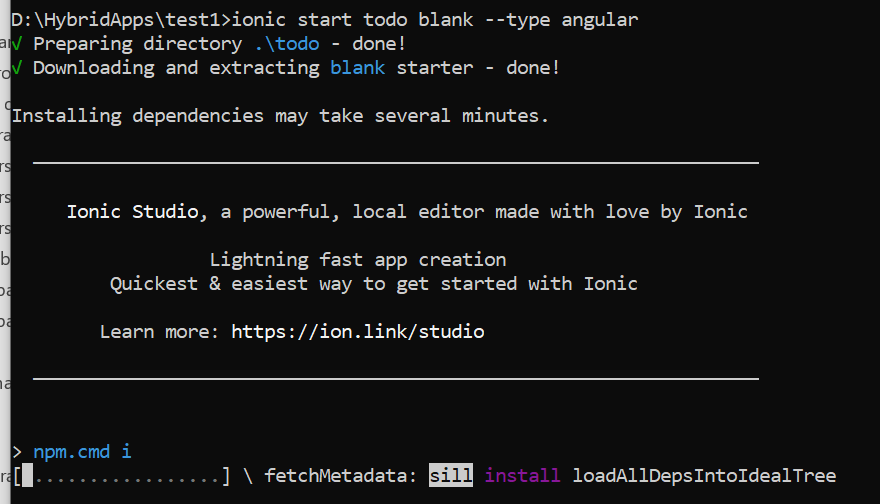 D:\HybridApps\test1>ionic start todo blank --type angular
√ Preparing directory .\todo - done!
√ Downloading and extracting blank starter - done!
Installing dependencies may take several minutes.
Ionic Studio, a powerful, local editor made with love by Ionic
Lightning fast app creation
Quickest & easiest way to get started with Ionic
Learn more: https://ion.link/studio
> npm.cmd i
[ .................] \ fetchMetadata: sill install loadAllDepsIntoIdealTree